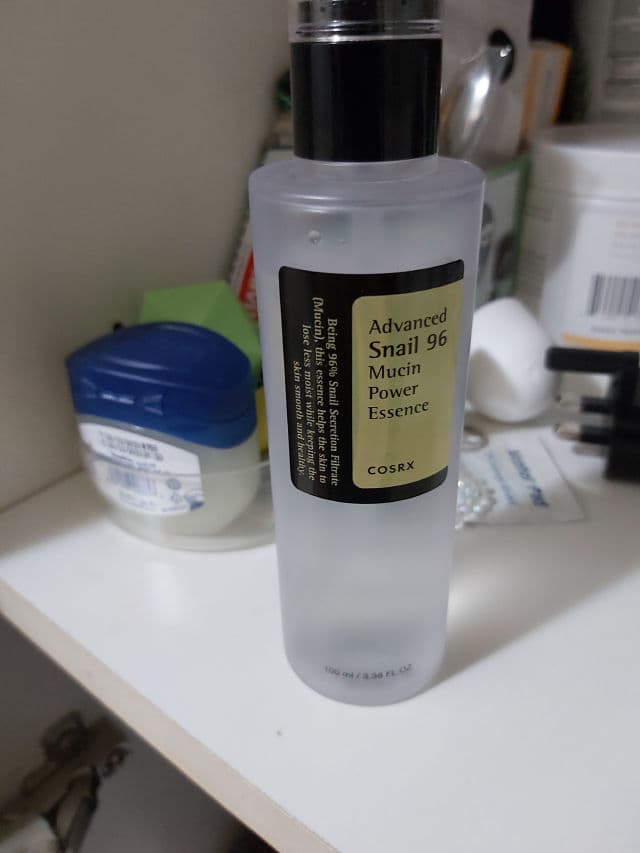 Advanced
Snail 96
Mucin
Power
Essence
COSRX
Being 96% Snail Secretion Filtrate
(Mucin), this essence helps the skin to
lose less moist while keeping the
skin smooth and healthy.
100 ml / 3.38 FL.OZ